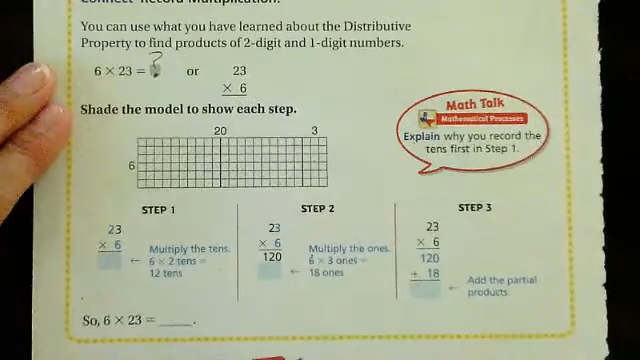 Connect Record Multiplication.
You can use what you have learned about the Distributive
Property to find products of 2-digit and 1-digit numbers.
6 × 23 = ? or 23
× 6
Shade the model to show each step.
20 3
6
Math Talk
Mathematical Processes
Explain why you record the
tens first in Step 1.
STEP 1
23
× 6
← Multiply the tens.
6 × 2 tens =
12 tens
STEP 2
23
× 6
120
← Multiply the ones.
6 × 3 ones =
18 ones
STEP 3
23
× 6
120
+ 18
← Add the partial
products.
So, 6 × 23 = _____.